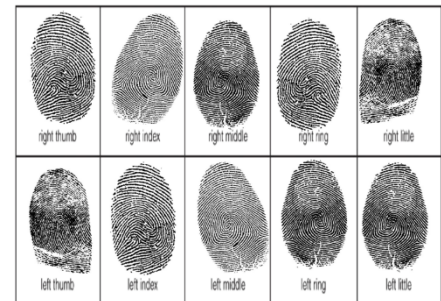 right thumb
right index
right middle
right ring
right little
left thumb
left index
left middle
left ring
left little